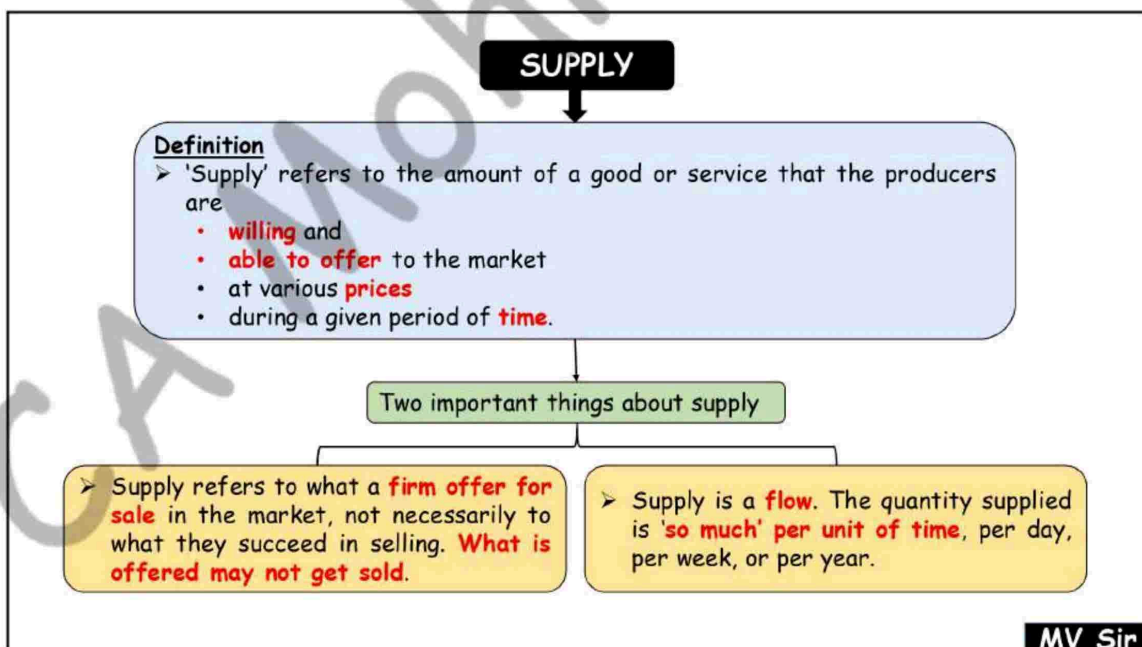 SUPPLY
Definition
➤ 'Supply' refers to the amount of a good or service that the producers
are
• willing and
• able to offer to the market
• at various prices
• during a given period of time.
Two important things about supply
➤ Supply refers to what a firm offer for
sale in the market, not necessarily to
what they succeed in selling. What is
offered may not get sold.
➤ Supply is a flow. The quantity supplied
is 'so much' per unit of time, per day,
per week, or per year.
MV Sir